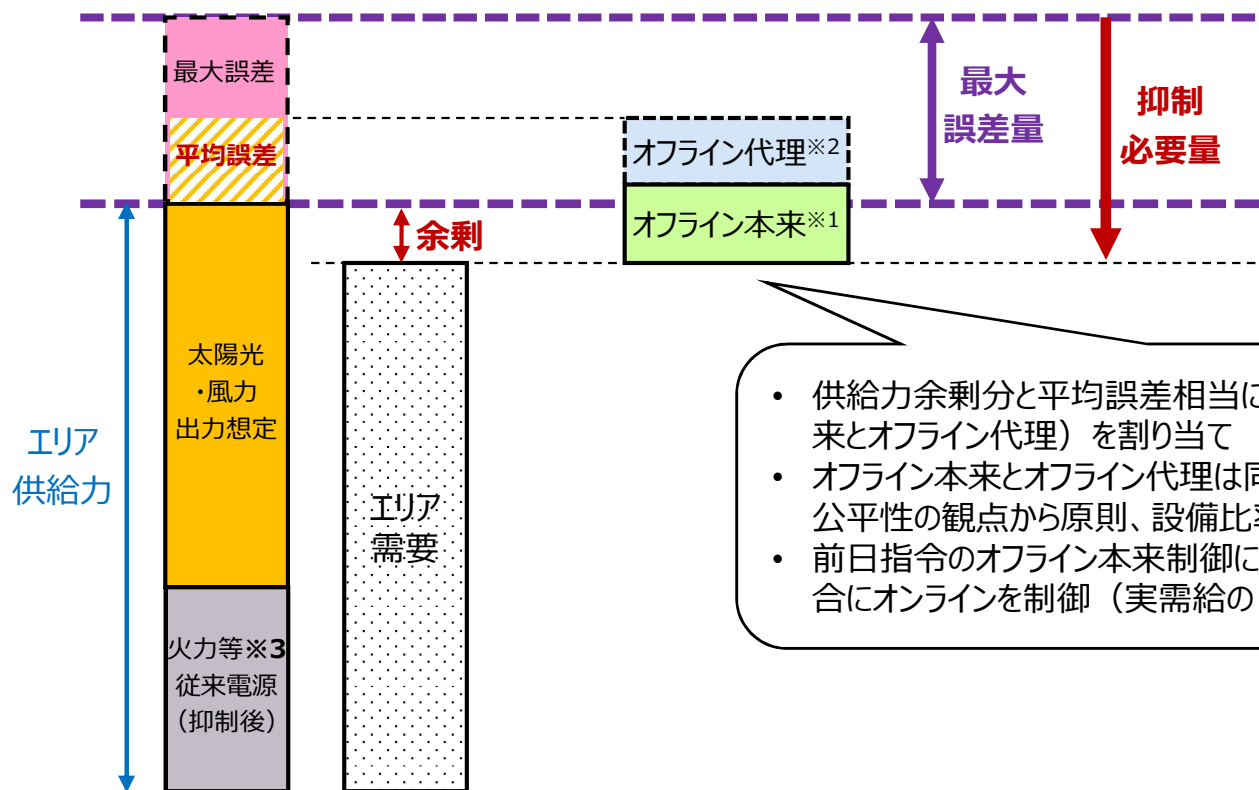 最大誤差
平均誤差
太陽光
・風力
出力想定
火力等※3
従来電源
（抑制後）
エリア
供給力
余剰
エリア
需要
オフライン代理※2
オフライン本来※1
最大
誤差量
抑制
必要量
• 供給力余剰分と平均誤差相当に
来とオフライン代理）を割り当て
• オフライン本来とオフライン代理は同
公平性の観点から原則、設備比率
• 前日指令のオフライン本来制御に
合にオンラインを制御（実需給の